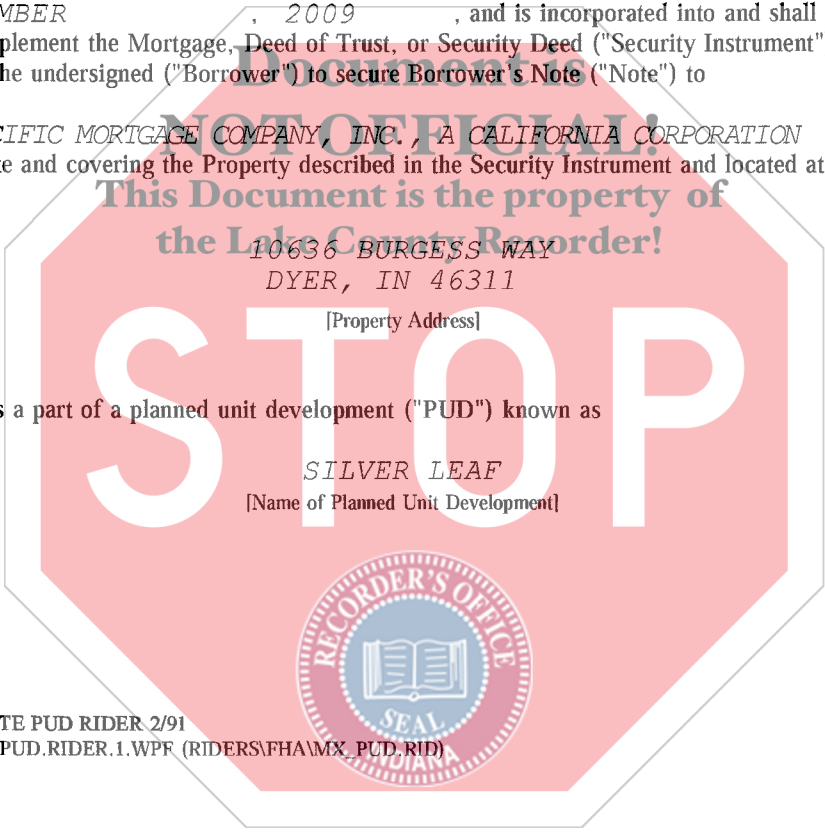 MBER , 2009 , and is incorporated into and shall
plement the Mortgage, Deed of Trust, or Security Deed ("Security Instrument"
he undersigned ("Borrower") to secure Borrower's Note ("Note") to
Document is
CIFIC MORTGAGE COMPANY, INC., A CALIFORNIA CORPORATION
NOT OFFICIAL!
e and covering the Property described in the Security Instrument and located at
This Document is the property of
the Lake County Recorder!
10636 BURGESS WAY
DYER, IN 46311
[Property Address]
STOP
s a part of a planned unit development ("PUD") known as
SILVER LEAF
[Name of Planned Unit Development]
RECORDER'S OFFICE
SEAL
INDIANA
TE PUD RIDER 2/91
PUD.RIDER.1.WPF (RIDERS\FHA\MX_PUD.RID)